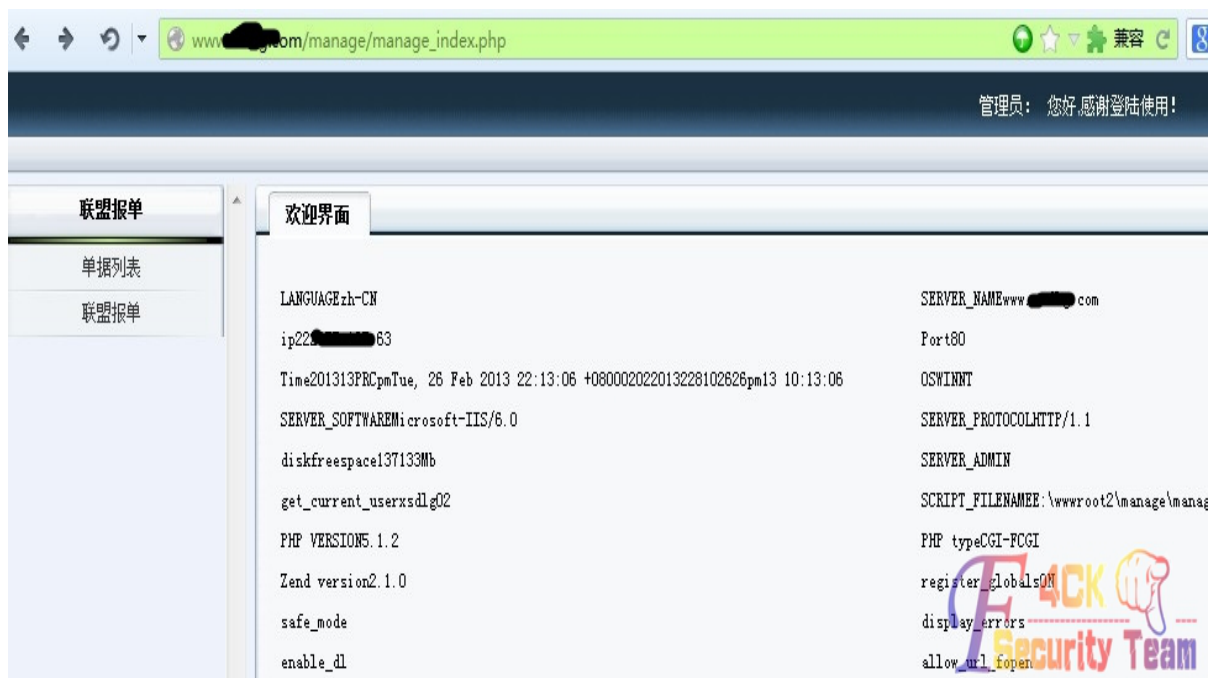 www om/manage/manage_index.php 兼容 8
管理员： 您好,感谢登陆使用！
联盟报单
欢迎界面
单据列表
联盟报单
LANGUAGEzh-CN SERVER_NAMEwww. com
ip22 63 Port80
Time201313PRCpmTue, 26 Feb 2013 22:13:06 +080002022013228102626pm13 10:13:06 OSWINNT
SERVER_SOFTWAREMicrosoft-IIS/6.0 SERVER_PROTOCOLHTTP/1.1
diskfreespace137133Mb SERVER_ADMIN
get_current_userxsdlg02 SCRIPT_FILENAMEE:\wwwroot2\manage\manag
PHP VERSION5.1.2 PHP typeCGI-FCGI
Zend version2.1.0 register_globalsON
safe_mode display_errors
enable_dl allow_url_fopen
F4CK
Security Team